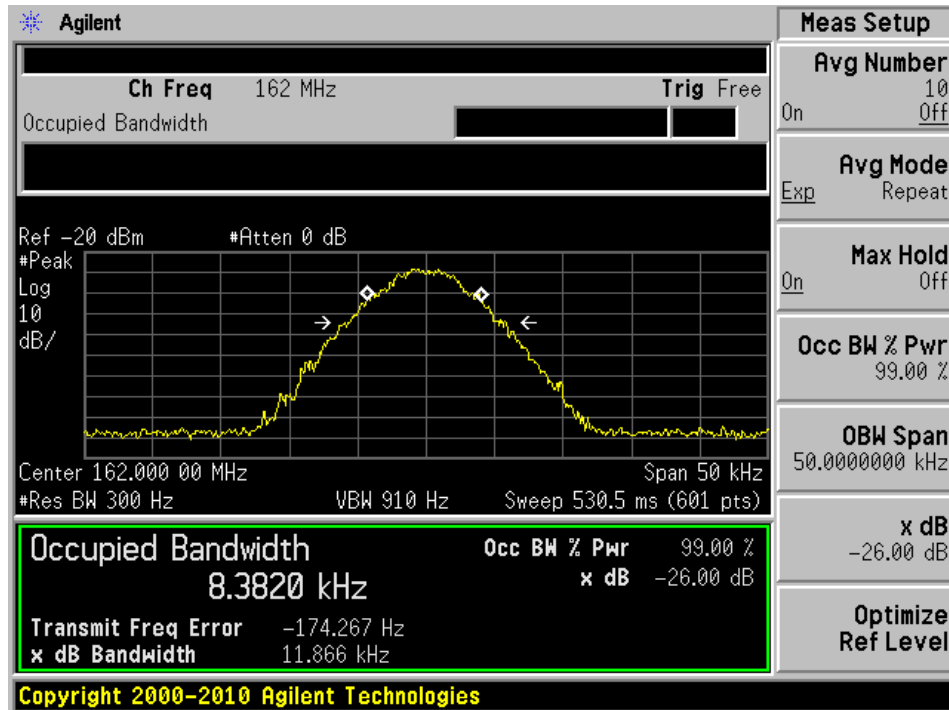 Agilent
Meas Setup
Ch Freq 162 MHz Trig Free
Occupied Bandwidth
Ref -20 dBm #Atten 0 dB
#Peak
Log
10
dB/
Center 162.000 00 MHz Span 50 kHz
#Res BW 300 Hz VBW 910 Hz Sweep 530.5 ms (601 pts)
Occupied Bandwidth Occ BW % Pwr 99.00 %
8.3820 kHz x dB -26.00 dB
Transmit Freq Error -174.267 Hz
x dB Bandwidth 11.866 kHz
Copyright 2000-2010 Agilent Technologies
Avg Number
10
On Off
Avg Mode
Exp Repeat
Max Hold
On Off
Occ BW % Pwr
99.00 %
OBW Span
50.0000000 kHz
x dB
-26.00 dB
Optimize
Ref Level